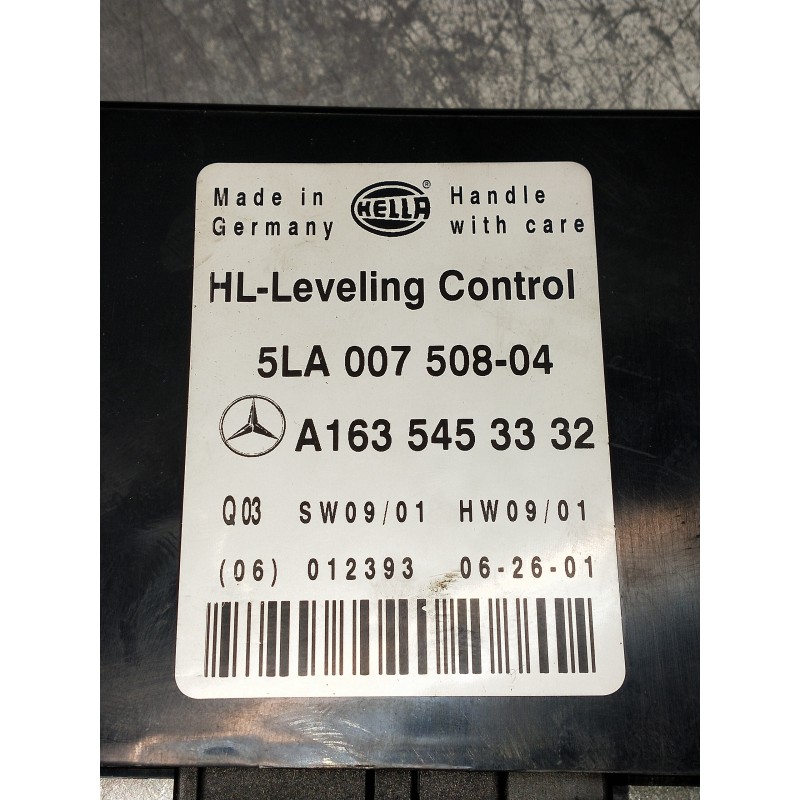 Made in Germany
HELLA ®
Handle with care
HL-Leveling Control
5LA 007 508-04
A163 545 33 32
Q03 SW09/01 HW09/01
(06) 012393 06-26-01